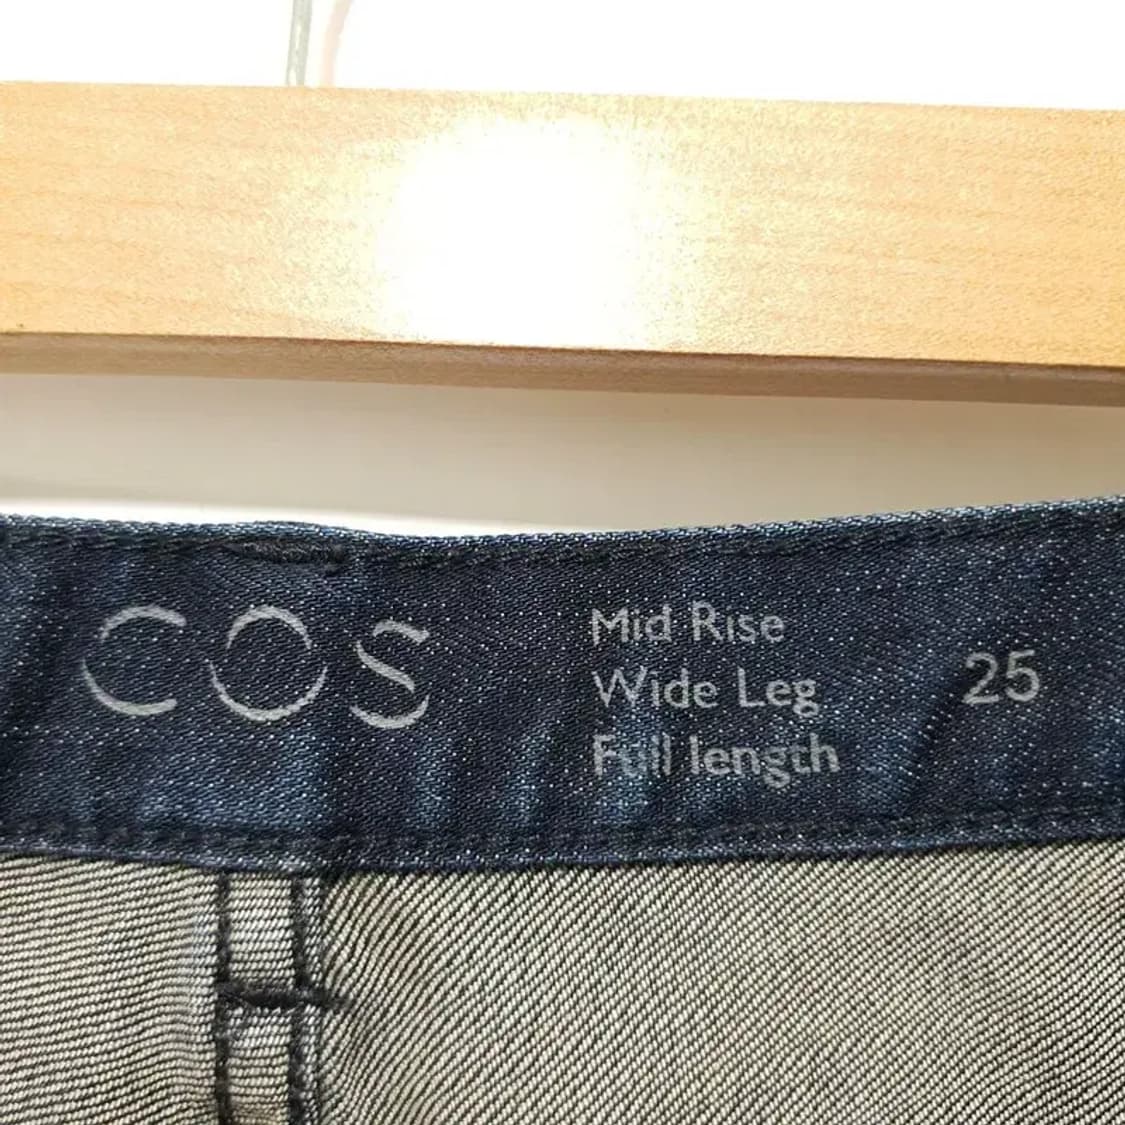 COS
Mid Rise
Wide Leg
Full length
25